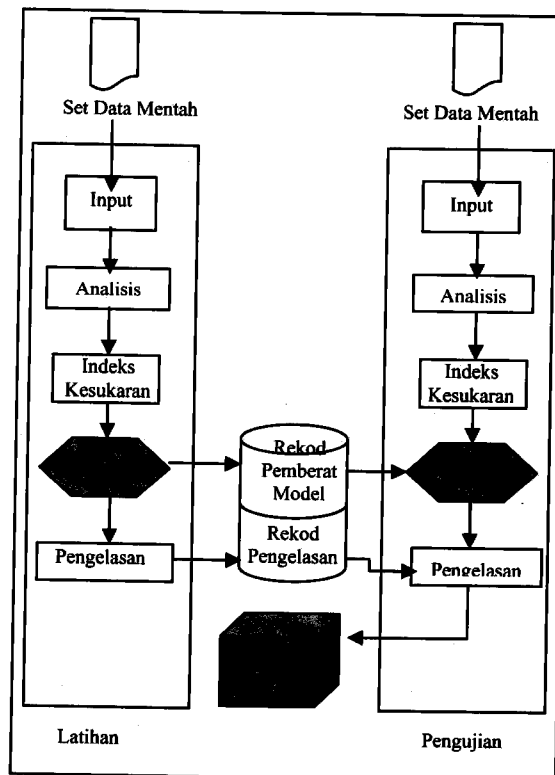 Set Data Mentah
Input
Analisis
Indeks
Kesukaran
Pengelasan
Latihan
Rekod
Pemberat
Model
Rekod
Pengelasan
Set Data Mentah
Input
Analisis
Indeks
Kesukaran
Pengelasan
Pengujian